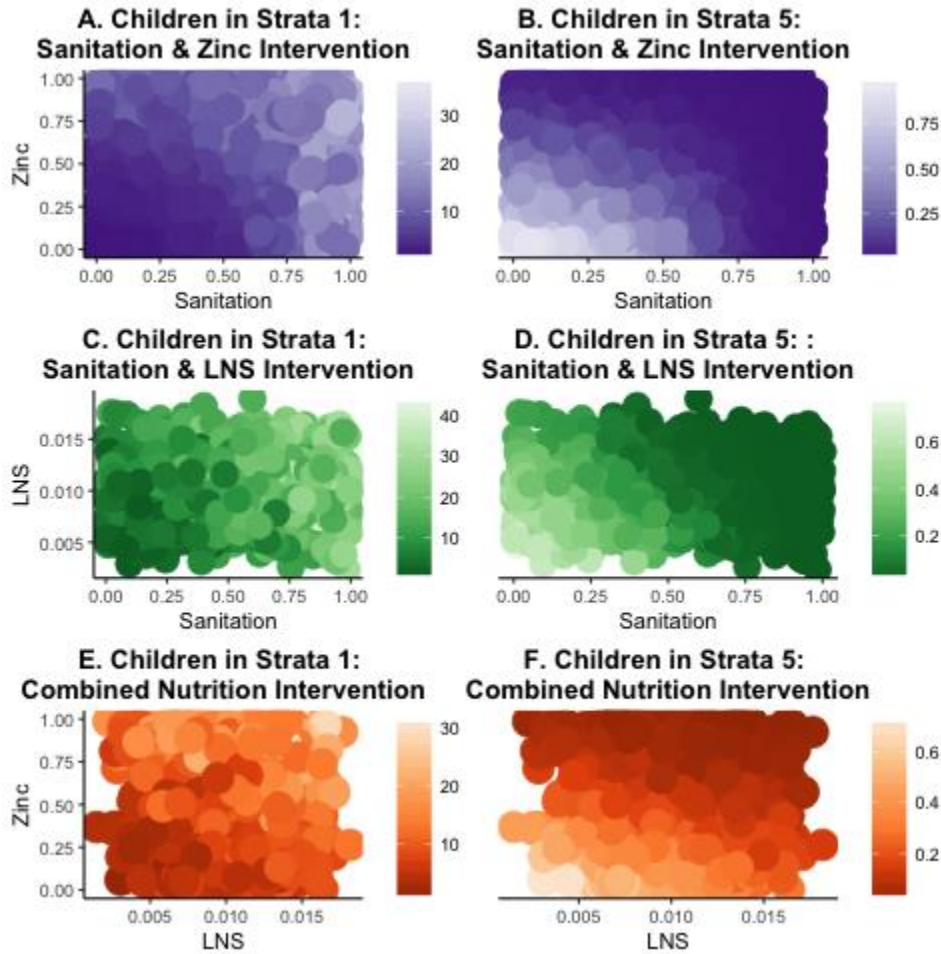 A. Children in Strata 1:
Sanitation & Zinc Intervention
B. Children in Strata 5:
Sanitation & Zinc Intervention
Zinc
1.00
0.75
0.50
0.25
0.00
0.00 0.25 0.50 0.75 1.00
Sanitation
30
20
10
0.00 0.25 0.50 0.75 1.00
Sanitation
0.75
0.50
0.25
C. Children in Strata 1:
Sanitation & LNS Intervention
D. Children in Strata 5: :
Sanitation & LNS Intervention
LNS
0.015
0.010
0.005
0.00 0.25 0.50 0.75 1.00
Sanitation
40
30
20
10
0.00 0.25 0.50 0.75 1.00
Sanitation
0.6
0.4
0.2
E. Children in Strata 1:
Combined Nutrition Intervention
F. Children in Strata 5:
Combined Nutrition Intervention
Zinc
1.00
0.75
0.50
0.25
0.00
0.005 0.010 0.015
LNS
30
20
10
0.005 0.010 0.015
LNS
0.6
0.4
0.2